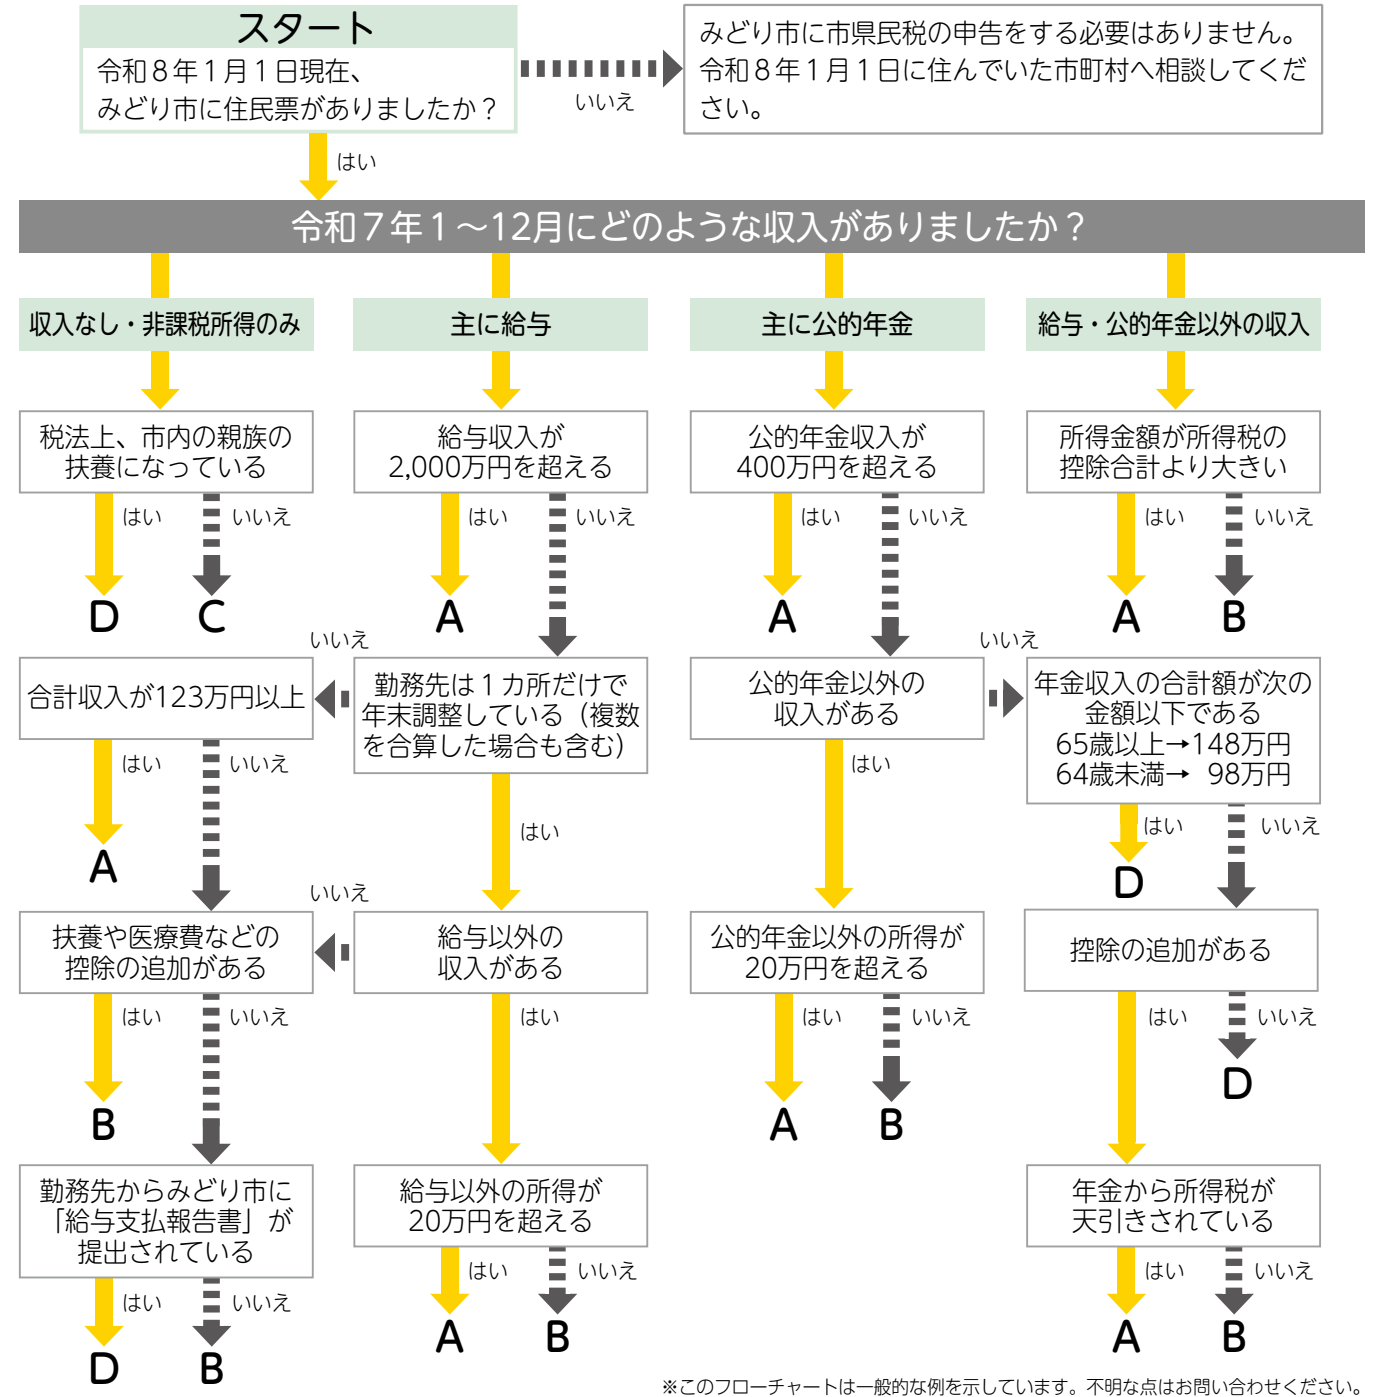 スタート
令和８年１月１日現在、
みどり市に住民票がありましたか？
いいえ
みどり市に市県民税の申告をする必要はありません。
令和８年１月１日に住んでいた市町村へ相談してくだ
さい。
はい
令和７年１～12月にどのような収入がありましたか？
収入なし・非課税所得のみ
主に給与
主に公的年金
給与・公的年金以外の収入
税法上、市内の親族の
扶養になっている
給与収入が
2,000万円を超える
公的年金収入が
400万円を超える
所得金額が所得税の
控除合計より大きい
はい いいえ
はい いいえ
はい いいえ
はい いいえ
D C
A
A
A B
いいえ
いいえ
合計収入が123万円以上
勤務先は１カ所だけで
年末調整している（複数
を合算した場合も含む）
公的年金以外の
収入がある
年金収入の合計額が次の
金額以下である
65歳以上→148万円
64歳未満→ 98万円
はい いいえ
はい
はい
はい いいえ
A
D
いいえ
扶養や医療費などの
控除の追加がある
給与以外の
収入がある
公的年金以外の所得が
20万円を超える
控除の追加がある
はい いいえ
はい
はい いいえ
はい いいえ
B
A B
D
勤務先からみどり市に
「給与支払報告書」が
提出されている
給与以外の所得が
20万円を超える
年金から所得税が
天引きされている
はい いいえ
はい いいえ
はい いいえ
D B
A B
A B
※このフローチャートは一般的な例を示しています。不明な点はお問い合わせください。